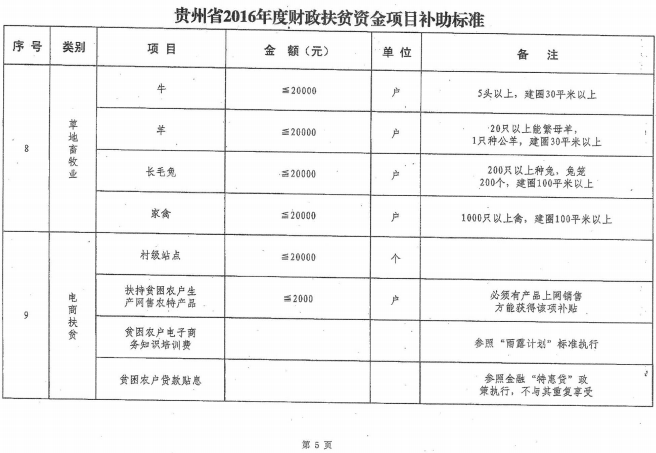 贵州省2016年度财政扶贫资金项目补助标准
序 号 类别 项 目 金 额（元） 单 位 备 注
8 草地畜牧业 牛 ≦20000 户 5头以上，建圈30平米以上
羊 ≦20000 户 20只以上能繁母羊，
1只种公羊，建圈30平米以上
长毛兔 ≦20000 户 200只以上种兔，兔笼
200个，建圈100平米以上
家禽 ≦20000 户 1000只以上禽，建圈100平米以上
9 电商扶贫 村级站点 ≦20000 个
扶持贫困农户生
产网售农特产品 ≦2000 户 必须有产品上网销售
方能获得该项补贴
贫困农户电子商
务知识培训费 参照“雨露计划”标准执行
贫困农户贷款贴息 参照金融“特惠贷”政
策执行，不与其重复享受
第 5 页